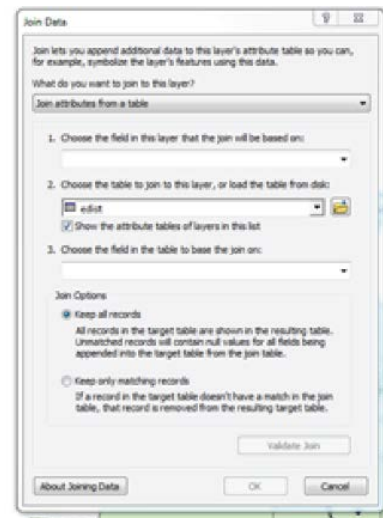 Join Data
Join lets you append additional data to this layer's attribute table so you can,
for example, symbolize the layer's features using this data.
What do you want to join to this layer?
Join attributes from a table
1. Choose the field in this layer that the join will be based on:
2. Choose the table to join to this layer, or load the table from disk:
edist
Show the attribute tables of layers in this list
3. Choose the field in the table to base the join on:
Join Options
Keep all records
All records in the target table are shown in the resulting table.
Unmatched records will contain null values for all fields being
appended into the target table from the join table.
Keep only matching records
If a record in the target table doesn't have a match in the join
table, that record is removed from the resulting target table.
Validate Join
About Joining Data
OK
Cancel